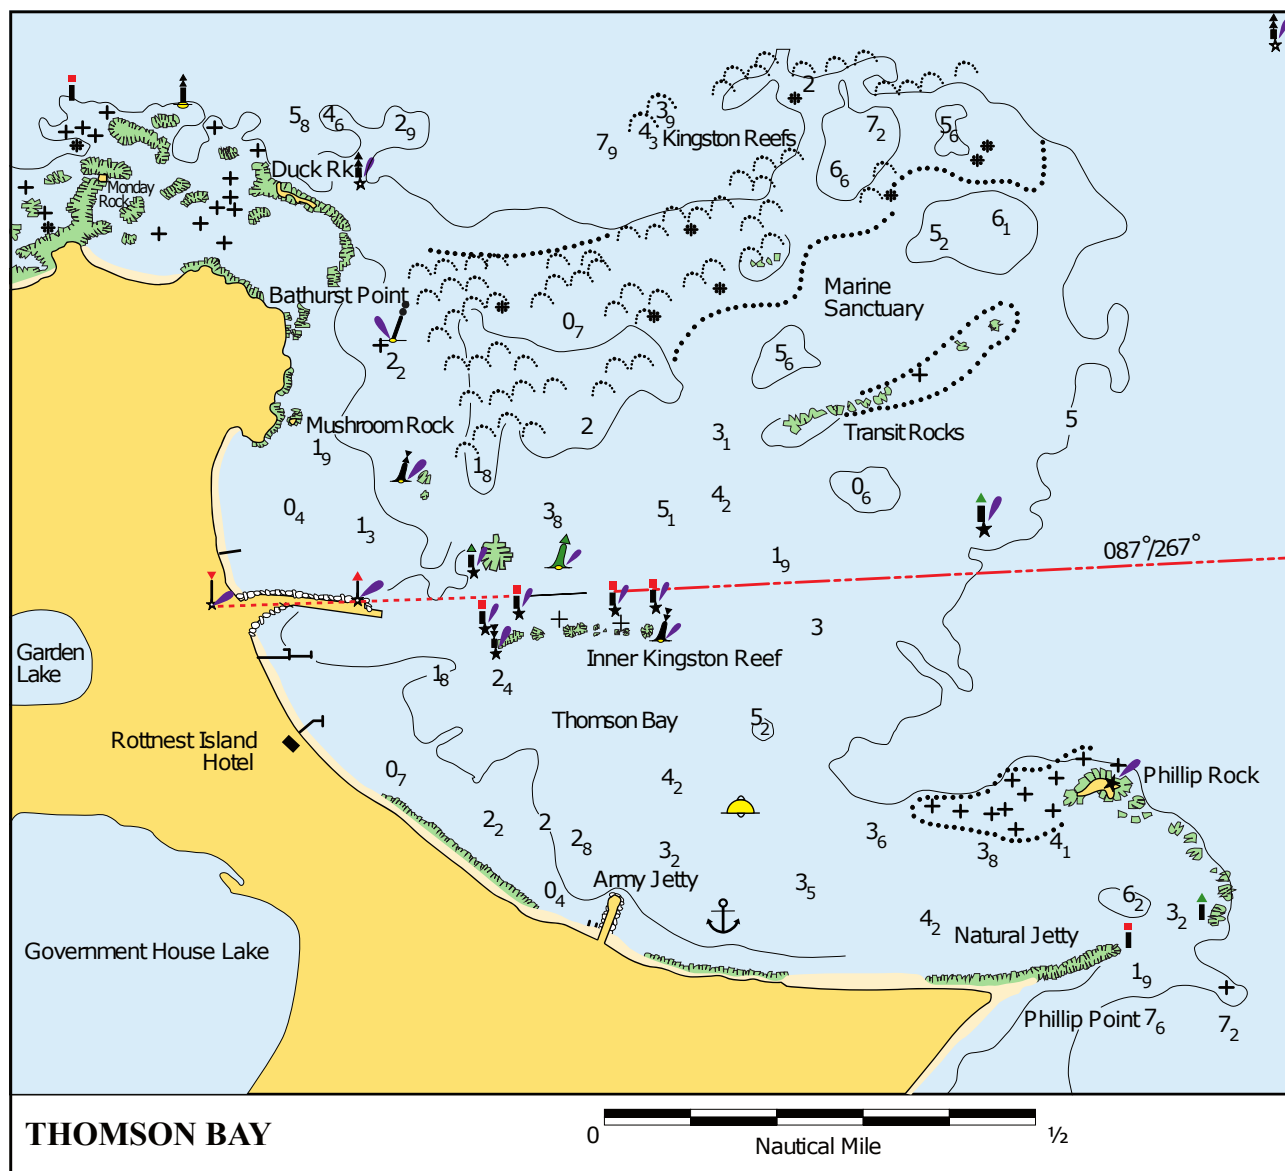 2
3₉
4₃ Kingston Reefs
7₉
5₈
4₆
2₉
7₂
5₆
6₆
Duck Rk
Monday
Rock
6₁
5₂
Bathurst Point
Marine
Sanctuary
0₇
2₂
5₆
Mushroom Rock
2
3₁
Transit Rocks
5
1₉
1₈
0₆
4₂
0₄
1₃
3₈
5₁
1₉
087°/267°
3
Garden
Lake
Inner Kingston Reef
1₈
2₄
Thomson Bay
5₂
Rottnest Island
Hotel
0₇
4₂
Phillip Rock
2₂
2
2₈
3₂
3₆
3₈
4₁
Army Jetty
0₄
3₅
6₂
3₂
4₂
Natural Jetty
Government House Lake
1₉
Phillip Point 7₆
7₂
THOMSON BAY
0
½
Nautical Mile